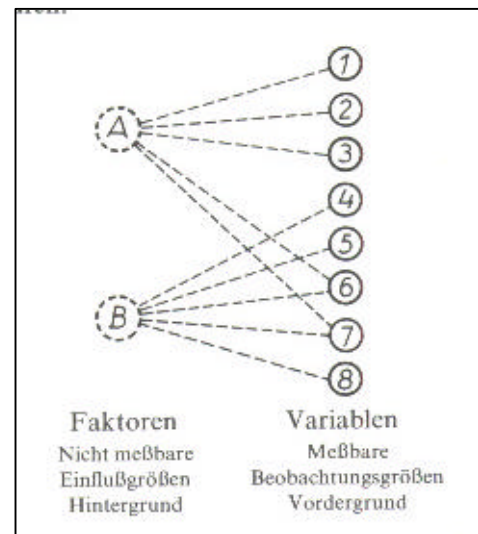 1
2
A
3
4
5
6
B
7
8
Faktoren Variablen
Nicht meßbare Meßbare
Einflußgrößen Beobachtungsgrößen
Hintergrund Vordergrund